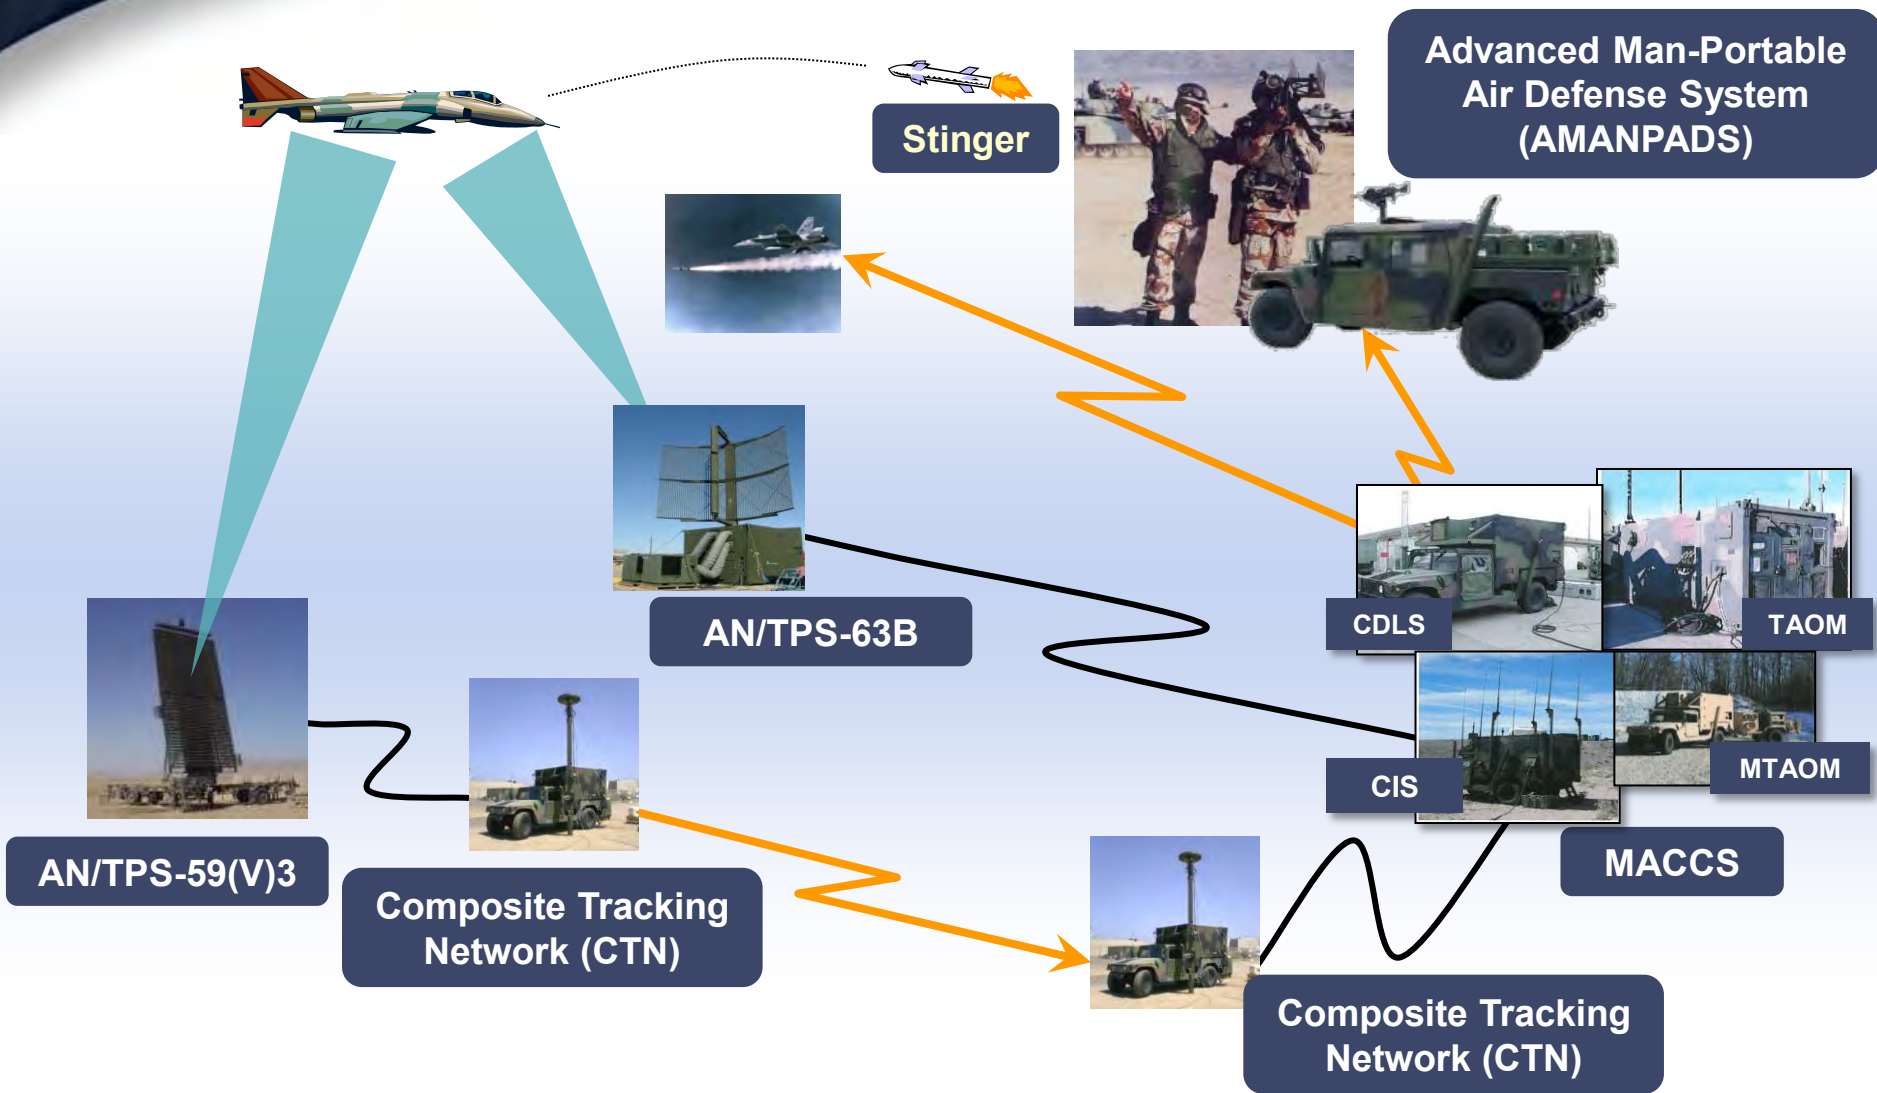 Advanced Man-Portable
Air Defense System
(AMANPADS)
Stinger
AN/TPS-63B
CDLS
TAOM
CIS
MTAOM
MACCS
AN/TPS-59(V)3
Composite Tracking
Network (CTN)
Composite Tracking
Network (CTN)